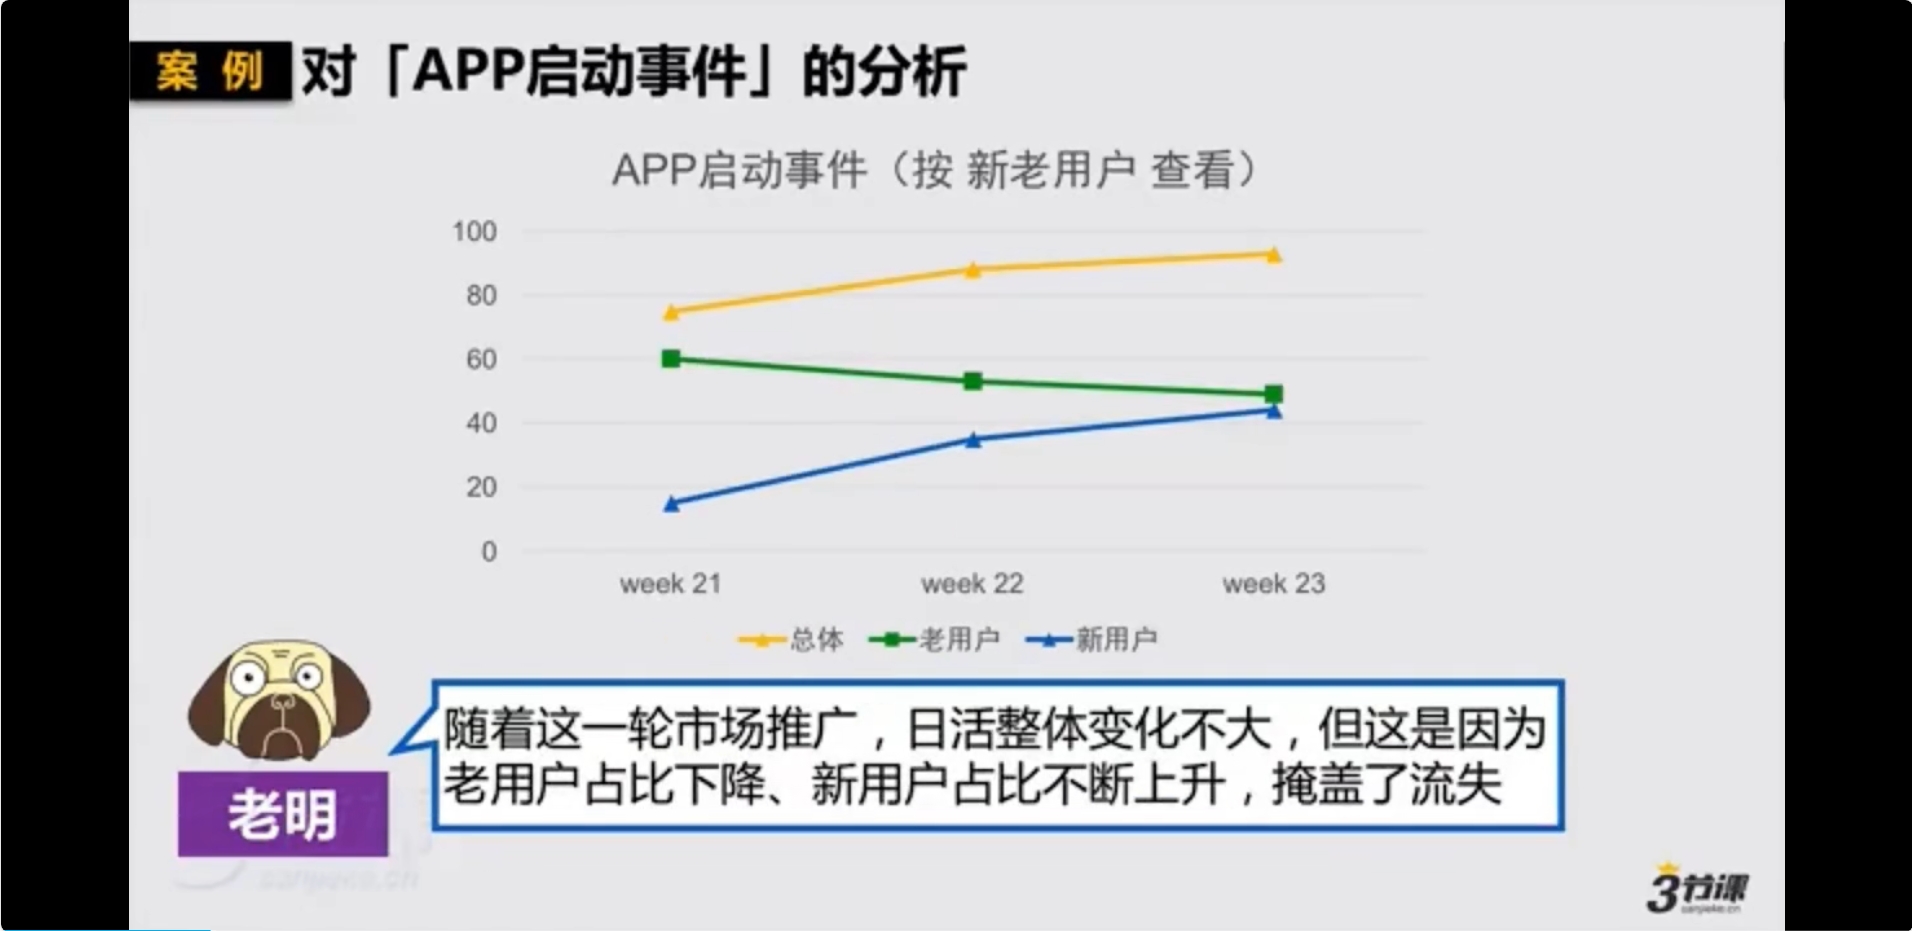 案 例 对「APP启动事件」的分析
APP启动事件（按 新老用户 查看）
100
80
60
40
20
0
week 21 week 22 week 23
总体 老用户 新用户
随着这一轮市场推广，日活整体变化不大，但这是因为
老用户占比下降、新用户占比不断上升，掩盖了流失
老明
3节课
sanjieke.cn